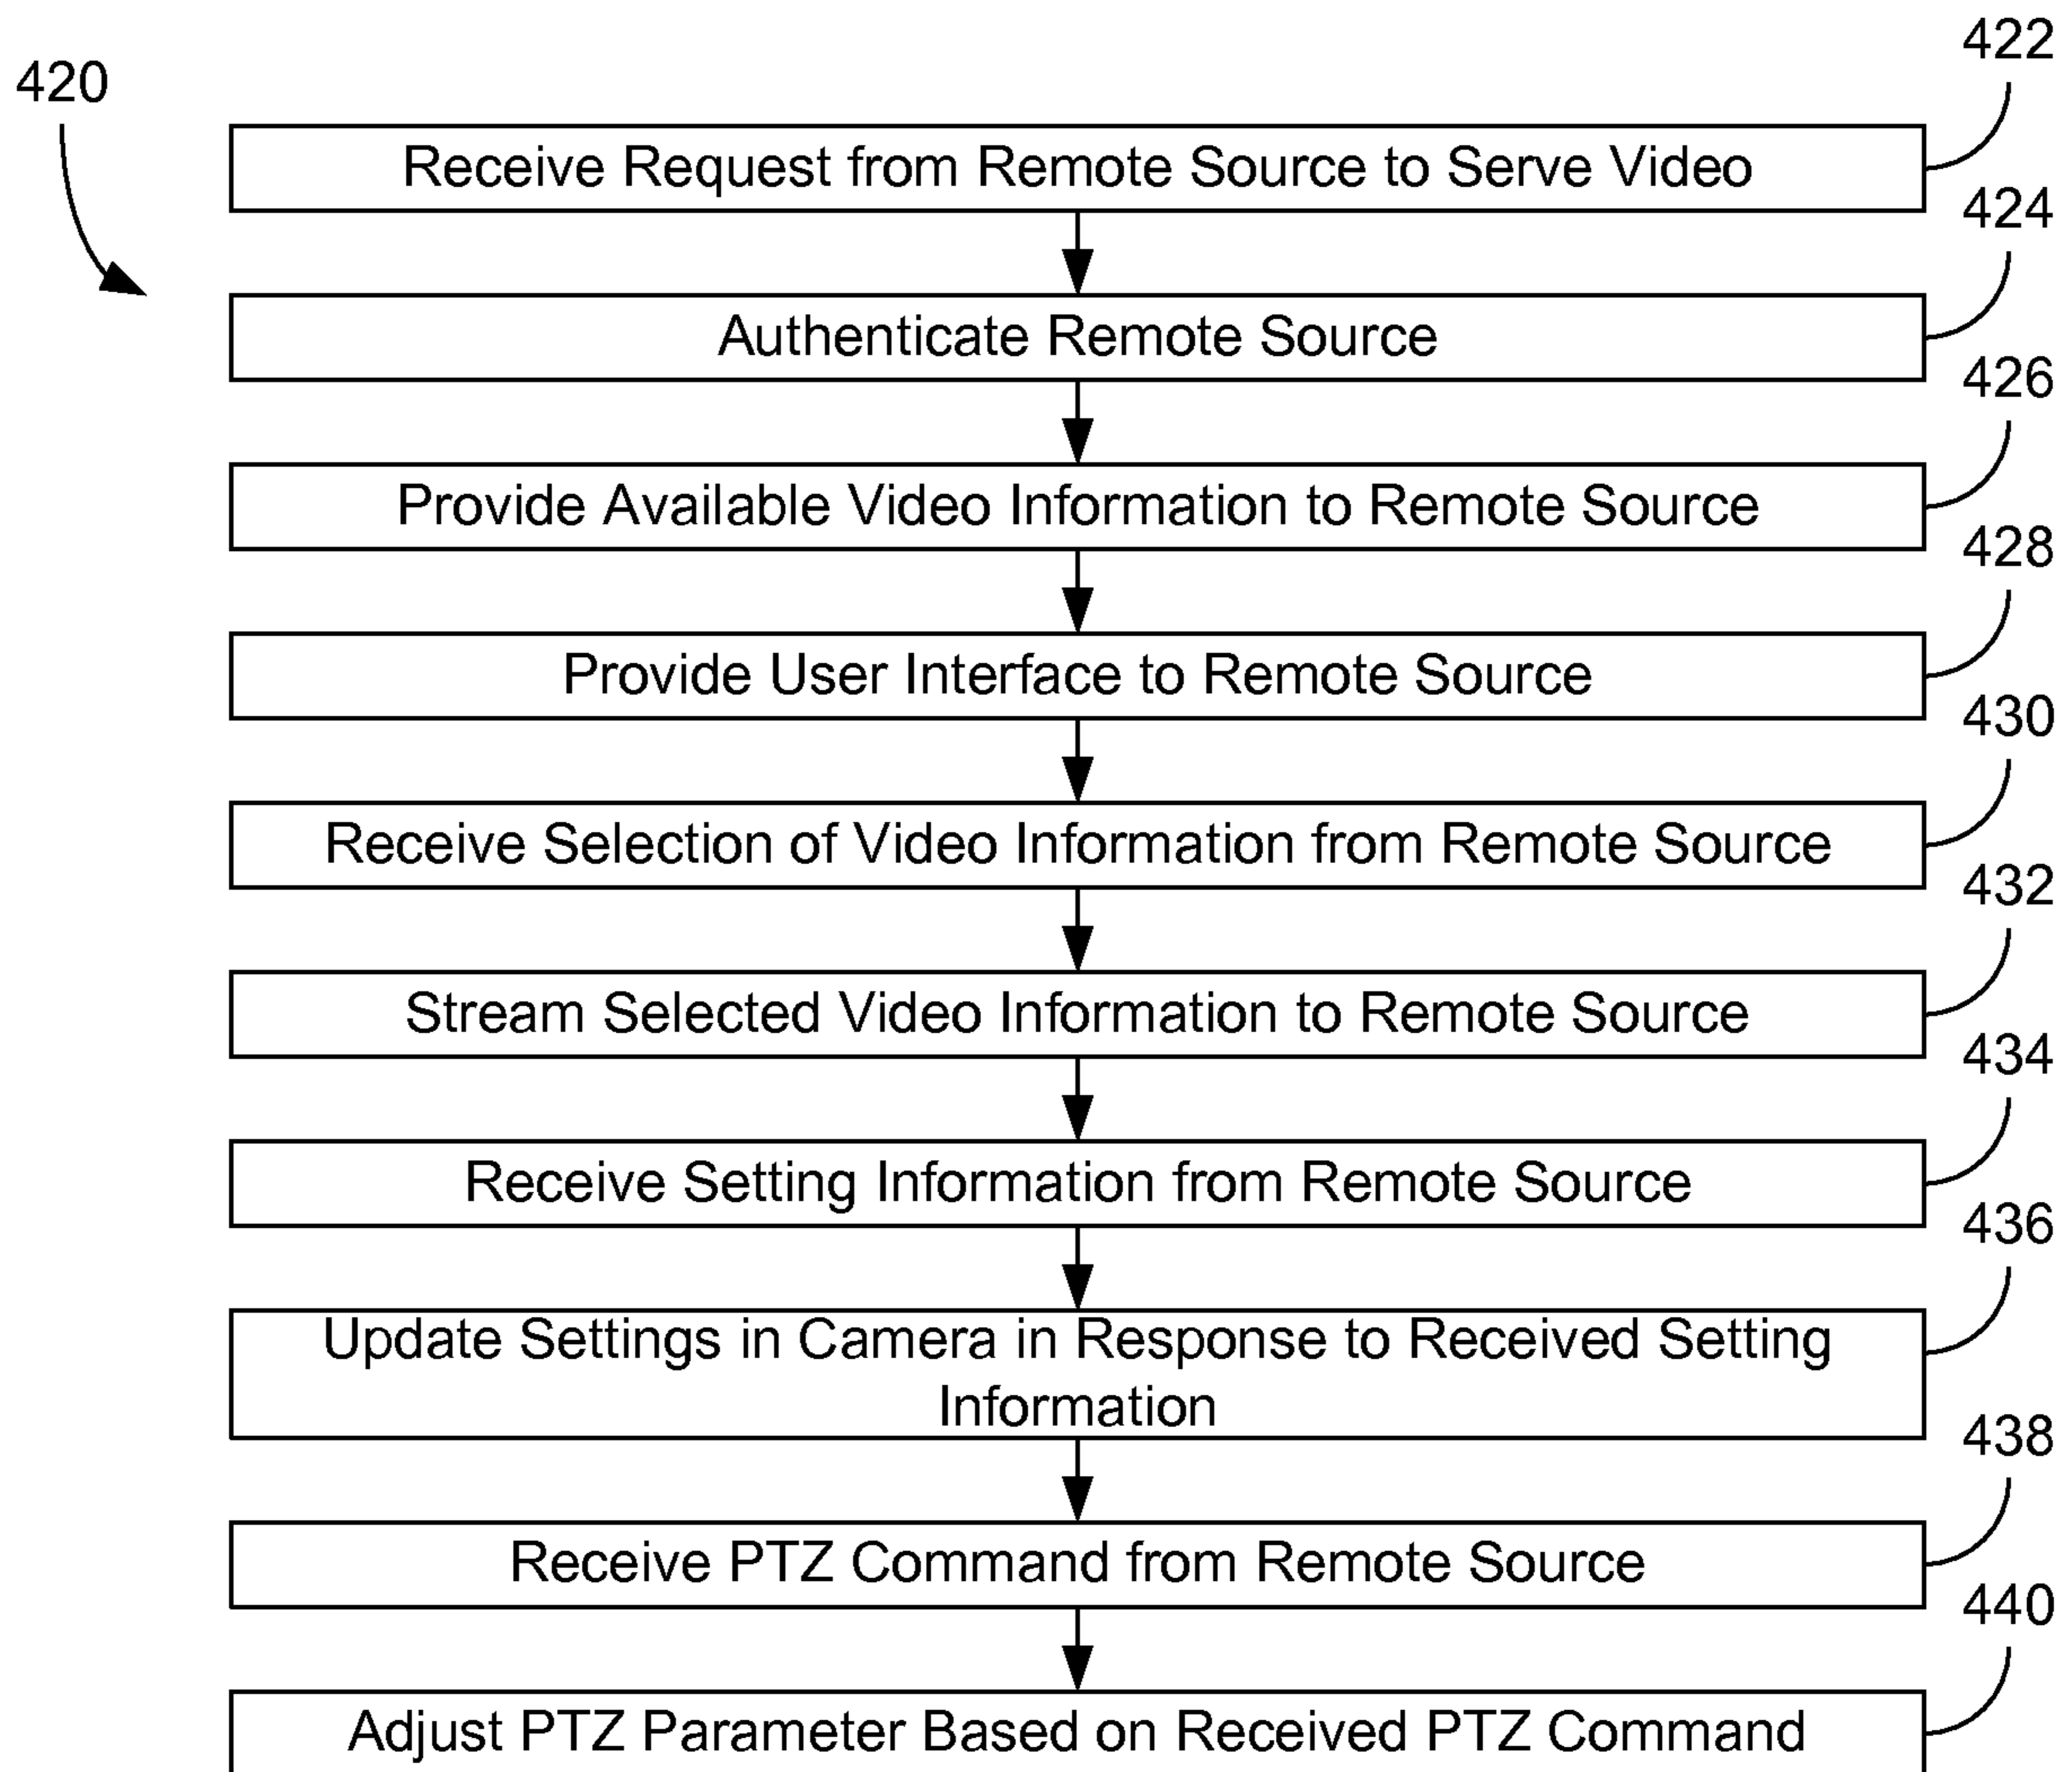 420
422
Receive Request from Remote Source to Serve Video
424
Authenticate Remote Source
426
Provide Available Video Information to Remote Source
428
Provide User Interface to Remote Source
430
Receive Selection of Video Information from Remote Source
432
Stream Selected Video Information to Remote Source
434
Receive Setting Information from Remote Source
436
Update Settings in Camera in Response to Received Setting
Information
438
Receive PTZ Command from Remote Source
440
Adjust PTZ Parameter Based on Received PTZ Command